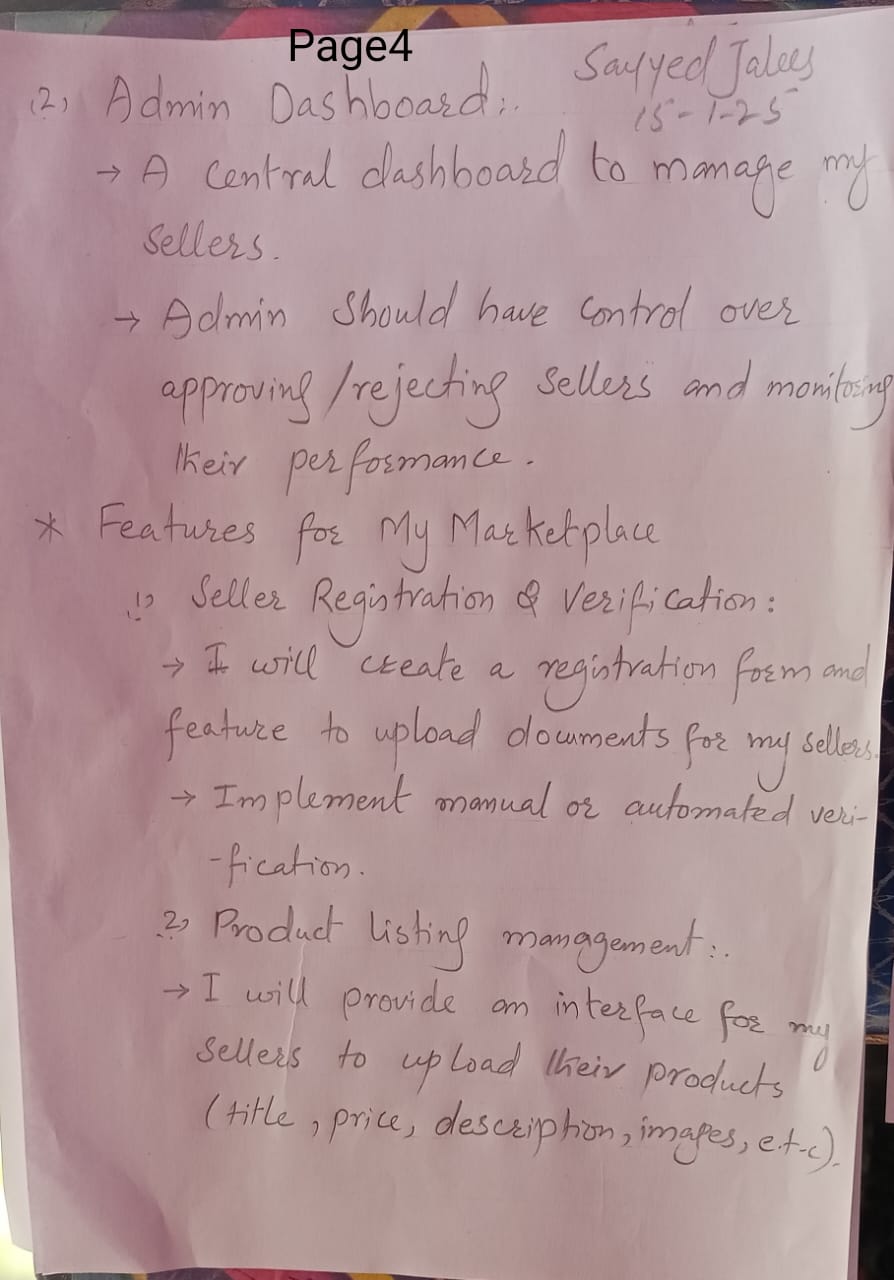 Page4
Sayyed Jalees
15-1-25
(2) Admin Dashboard:.
→ A central dashboard to manage my
sellers.
→ Admin should have control over
approving/rejecting sellers and monitoring
their performance.
* Features for My Marketplace
1) Seller Registration & Verification:
→ I will create a registration form and
feature to upload documents for my sellers.
→ Implement manual or automated veri-
-fication.
2) Product listing management:.
→ I will provide an interface for my
sellers to upload their products
(title, price, description, images, e.t.c).